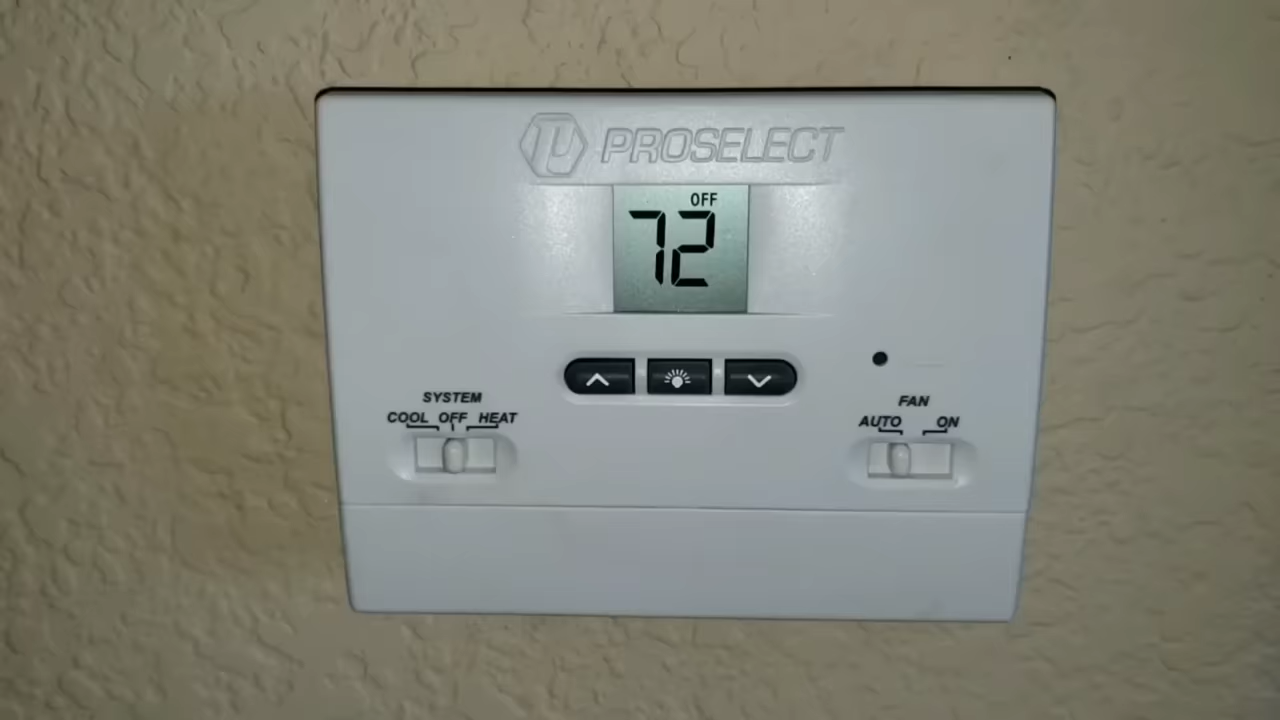 PROSELECT
OFF
72
SYSTEM
COOL OFF HEAT
FAN
AUTO ON